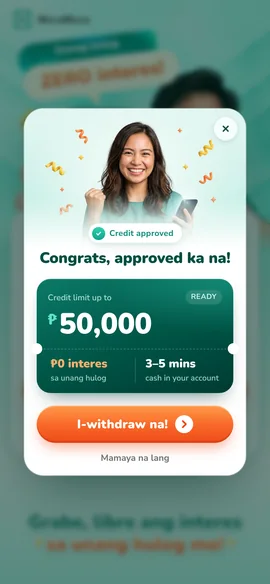 ZERO interes!
Credit approved
Congrats, approved ka na!
Credit limit up to
READY
₱50,000
₱0 interes
sa unang hulog
3–5 mins
cash in your account
I-withdraw na!
Mamaya na lang
Grabe, libre ang interes
sa unang hulog mo!